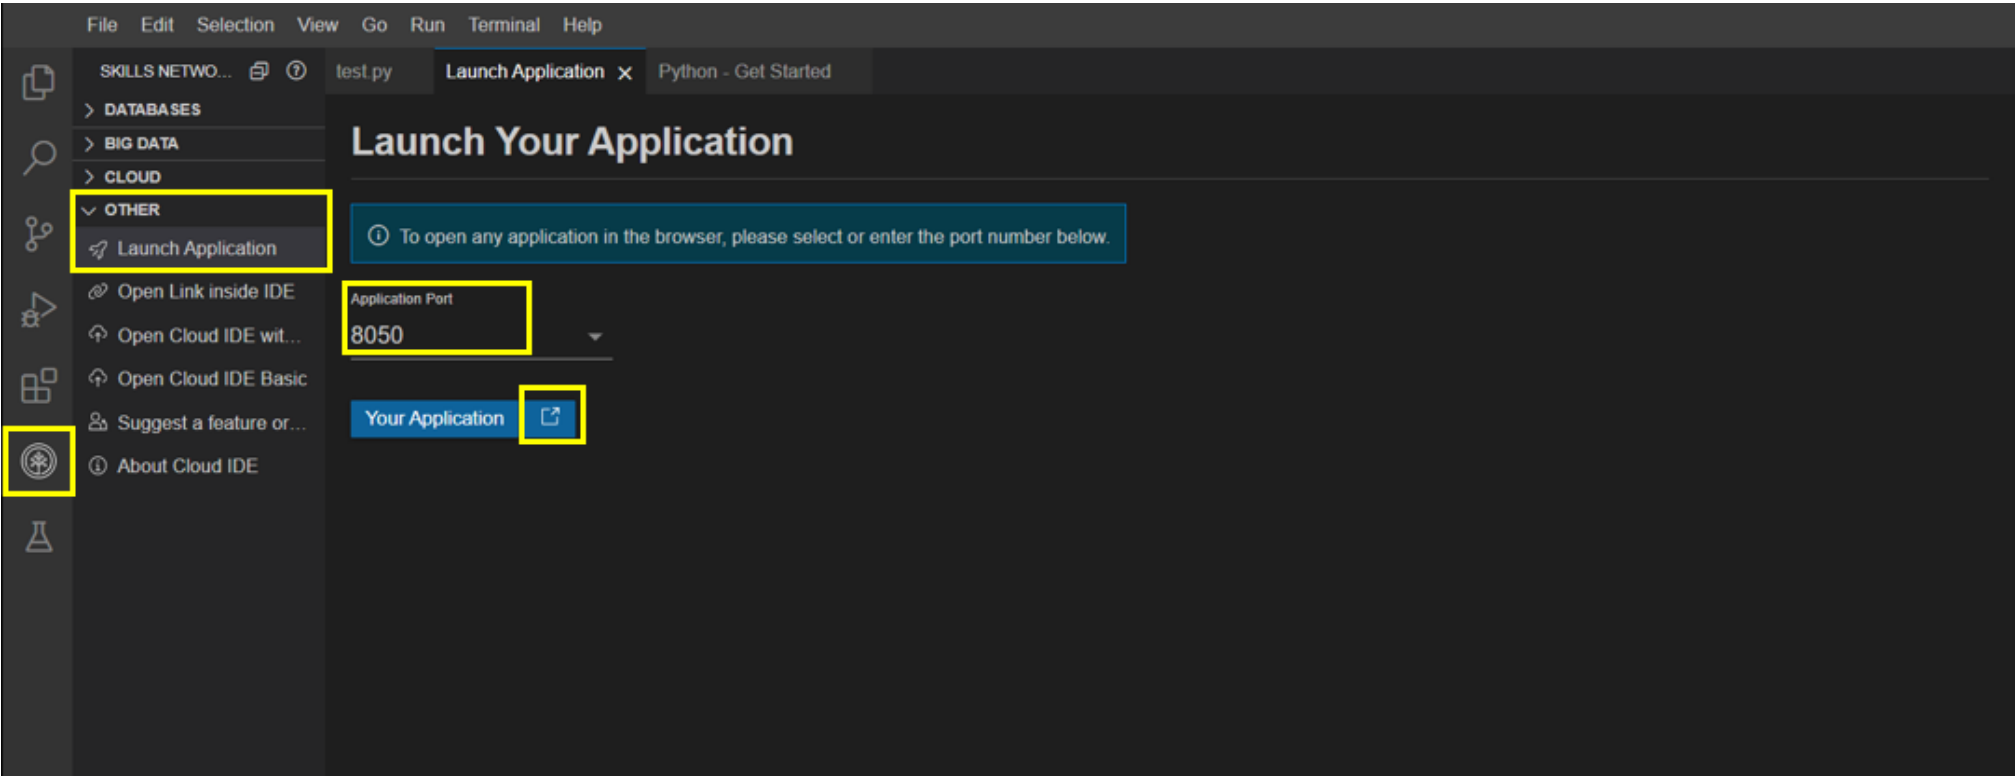 File Edit Selection View Go Run Terminal Help
SKILLS NETWO...
test.py
Launch Application
Python - Get Started
DATABASES
BIG DATA
CLOUD
OTHER
Launch Application
Open Link inside IDE
Open Cloud IDE wit...
Open Cloud IDE Basic
Suggest a feature or...
About Cloud IDE
Launch Your Application
To open any application in the browser, please select or enter the port number below.
Application Port
8050
Your Application